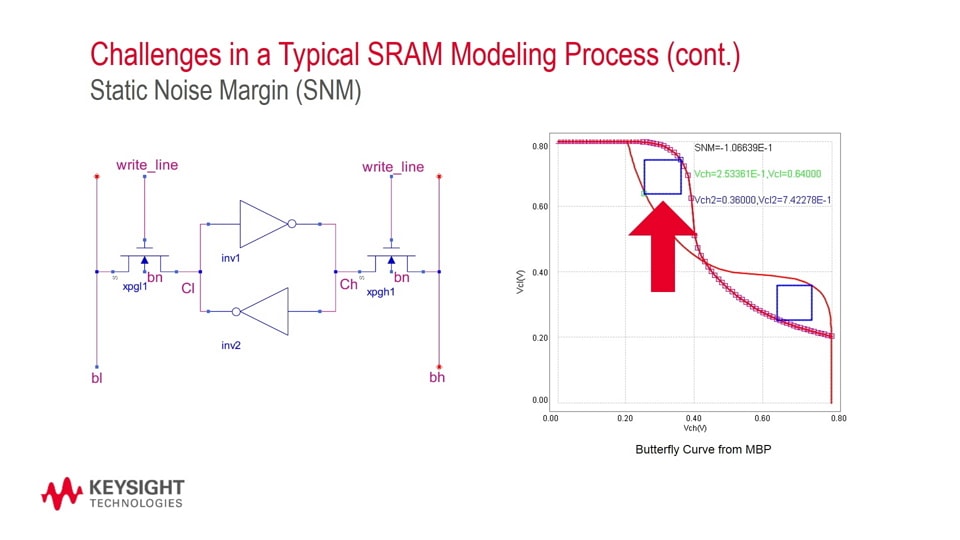 Challenges in a Typical SRAM Modeling Process (cont.)
Static Noise Margin (SNM)
write_line
write_line
inv1
bn
bn
s
s
xpgl1
Cl
Ch
xpgh1
inv2
bl
bh
SNM=-1.06639E-1
Vch=2.53361E-1,Vcl=0.64000
Vch2=0.36000,Vcl2=7.42278E-1
0.80
0.60
0.40
0.20
0.00
Vcl(V)
0.00
0.20
0.40
0.60
0.80
Vch(V)
Butterfly Curve from MBP
KEYSIGHT
TECHNOLOGIES